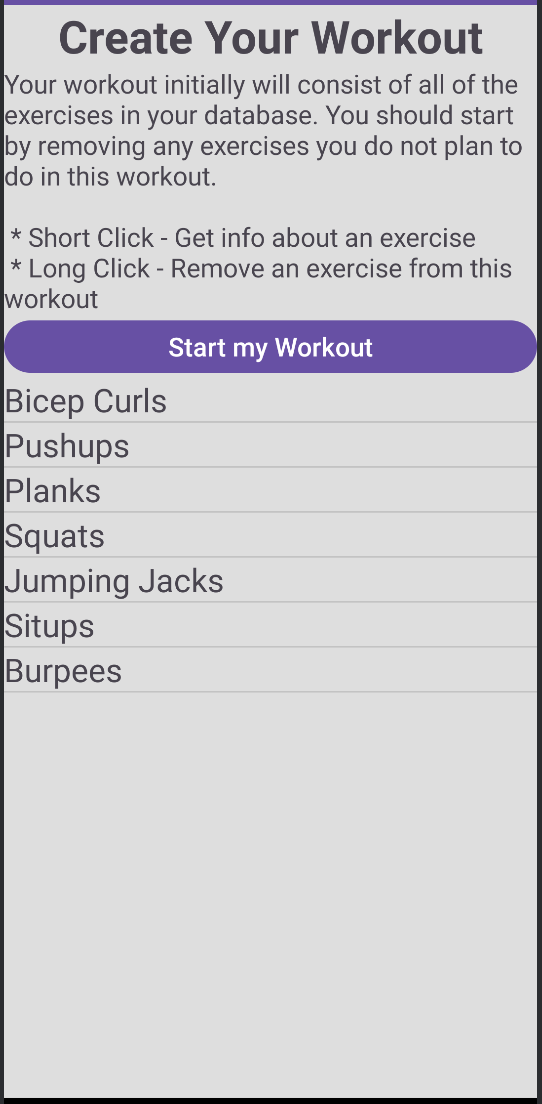 Create Your Workout
Your workout initially will consist of all of the
exercises in your database. You should start
by removing any exercises you do not plan to
do in this workout.
* Short Click - Get info about an exercise
* Long Click - Remove an exercise from this
workout
Start my Workout
Bicep Curls
Pushups
Planks
Squats
Jumping Jacks
Situps
Burpees